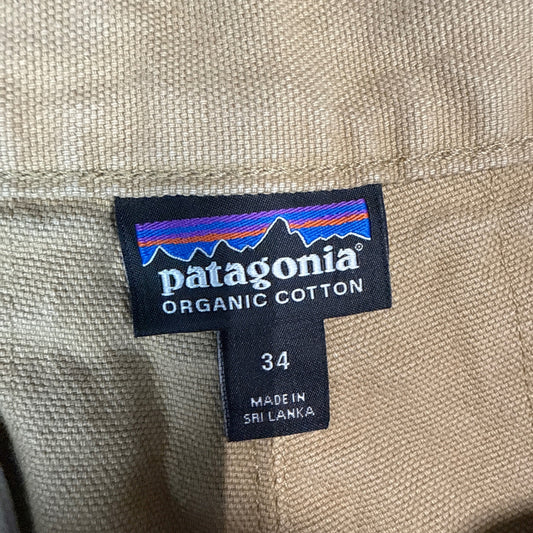 patagonia®
ORGANIC COTTON
34
MADE IN
SRI LANKA